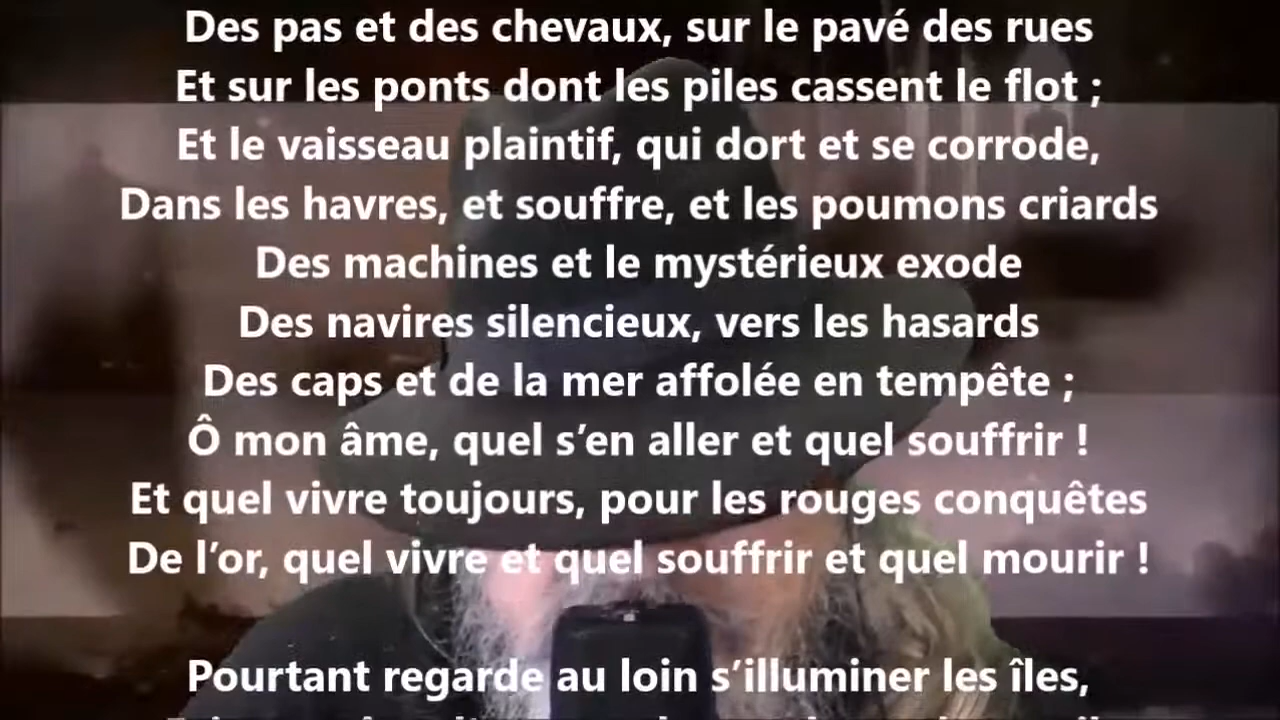 Des pas et des chevaux, sur le pavé des rues
Et sur les ponts dont les piles cassent le flot ;
Et le vaisseau plaintif, qui dort et se corrode,
Dans les havres, et souffre, et les poumons criards
Des machines et le mystérieux exode
Des navires silencieux, vers les hasards
Des caps et de la mer affolée en tempête ;
Ô mon âme, quel s’en aller et quel souffrir !
Et quel vivre toujours, pour les rouges conquêtes
De l’or, quel vivre et quel souffrir et quel mourir !
Pourtant regarde au loin s’illuminer les îles,